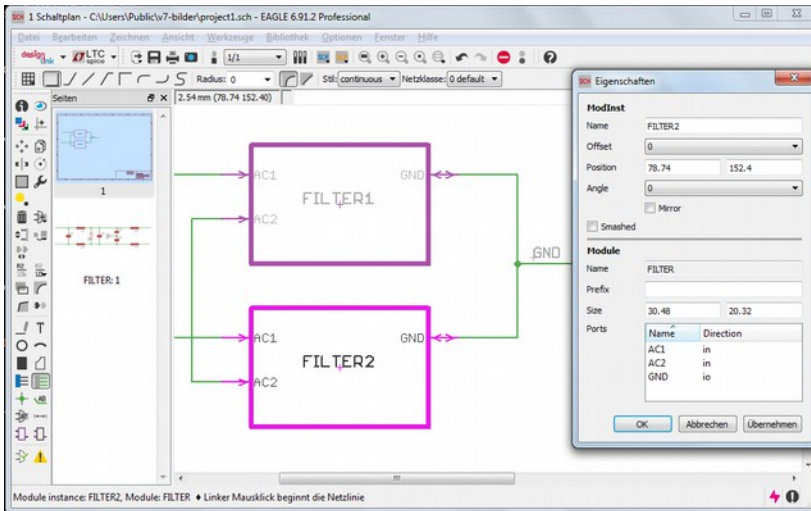 1 Schaltplan - C:\Users\Public\v7-bilder\project1.sch - EAGLE 6.91.2 Professional
Datei Bearbeiten Zeichnen Ansicht Werkzeuge Bibliothek Optionen Fenster Hilfe
design link LTC spice 1/1
Radius: 0 Stil: continuous Netzklasse: 0 default
Seiten
2.54 mm (78.74 152.40)
1
FILTER: 1
AC1 GND
FILTER1
AC2
GND
AC1 GND
FILTER2
AC2
Eigenschaften
ModInst
Name FILTER2
Offset 0
Position 78.74 152.4
Angle 0
Mirror
Smashed
Module
Name FILTER
Prefix
Size 30.48 20.32
Ports Name Direction
AC1 in
AC2 in
GND io
OK Abbrechen Übernehmen
Module instance: FILTER2, Module: FILTER ♦ Linker Mausklick beginnt die Netzlinie